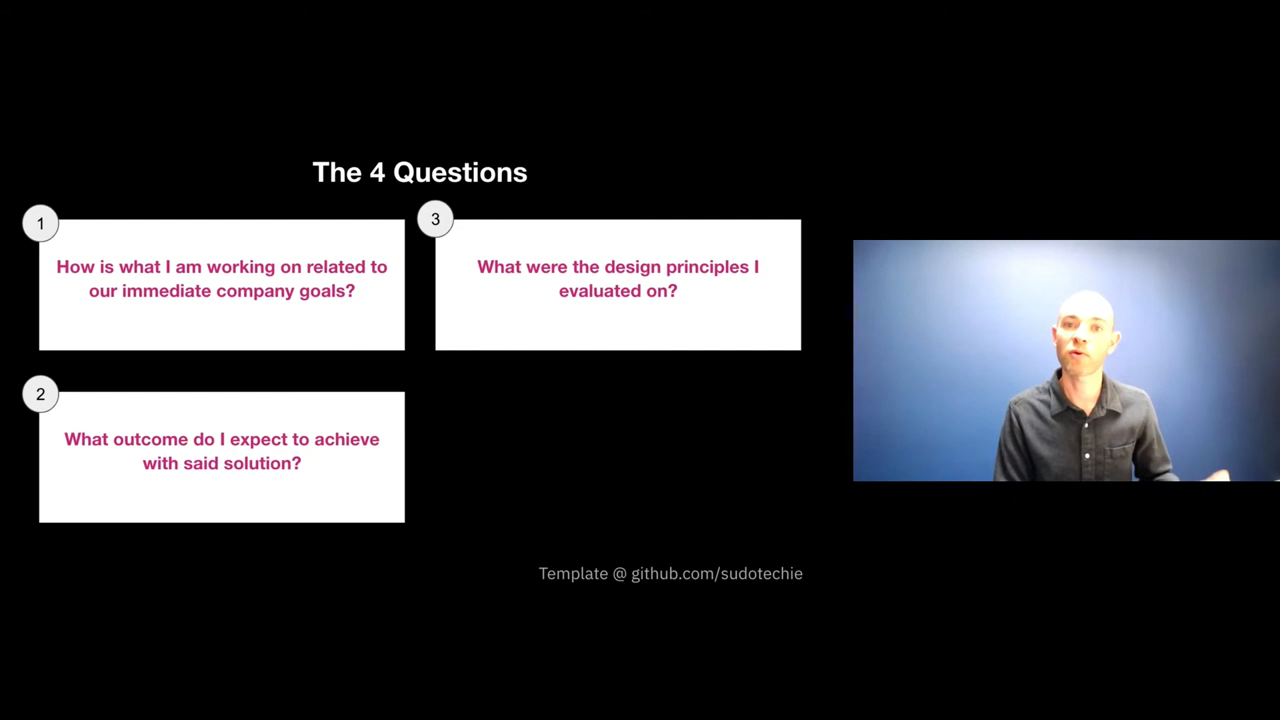 The 4 Questions
1
How is what I am working on related to
our immediate company goals?
2
What outcome do I expect to achieve
with said solution?
3
What were the design principles I
evaluated on?
Template @ github.com/sudotechie